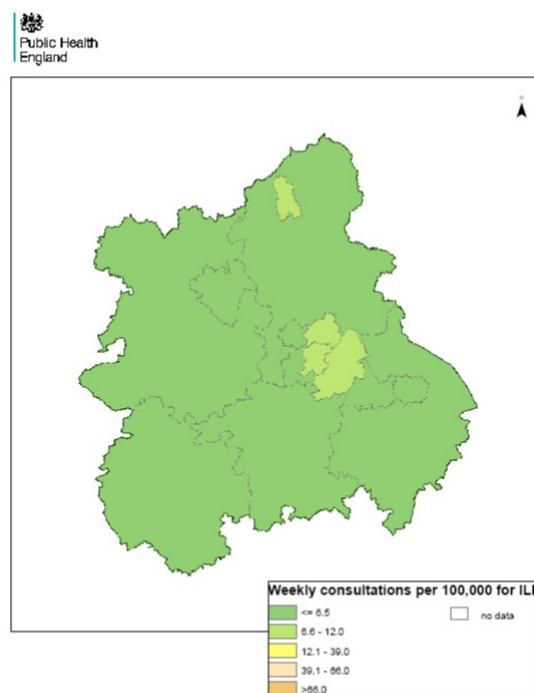 Public Health
England
Weekly consultations per 100,000 for ILI
<= 6.5
no data
6.6 - 12.0
12.1 - 39.0
39.1 - 66.0
>66.0